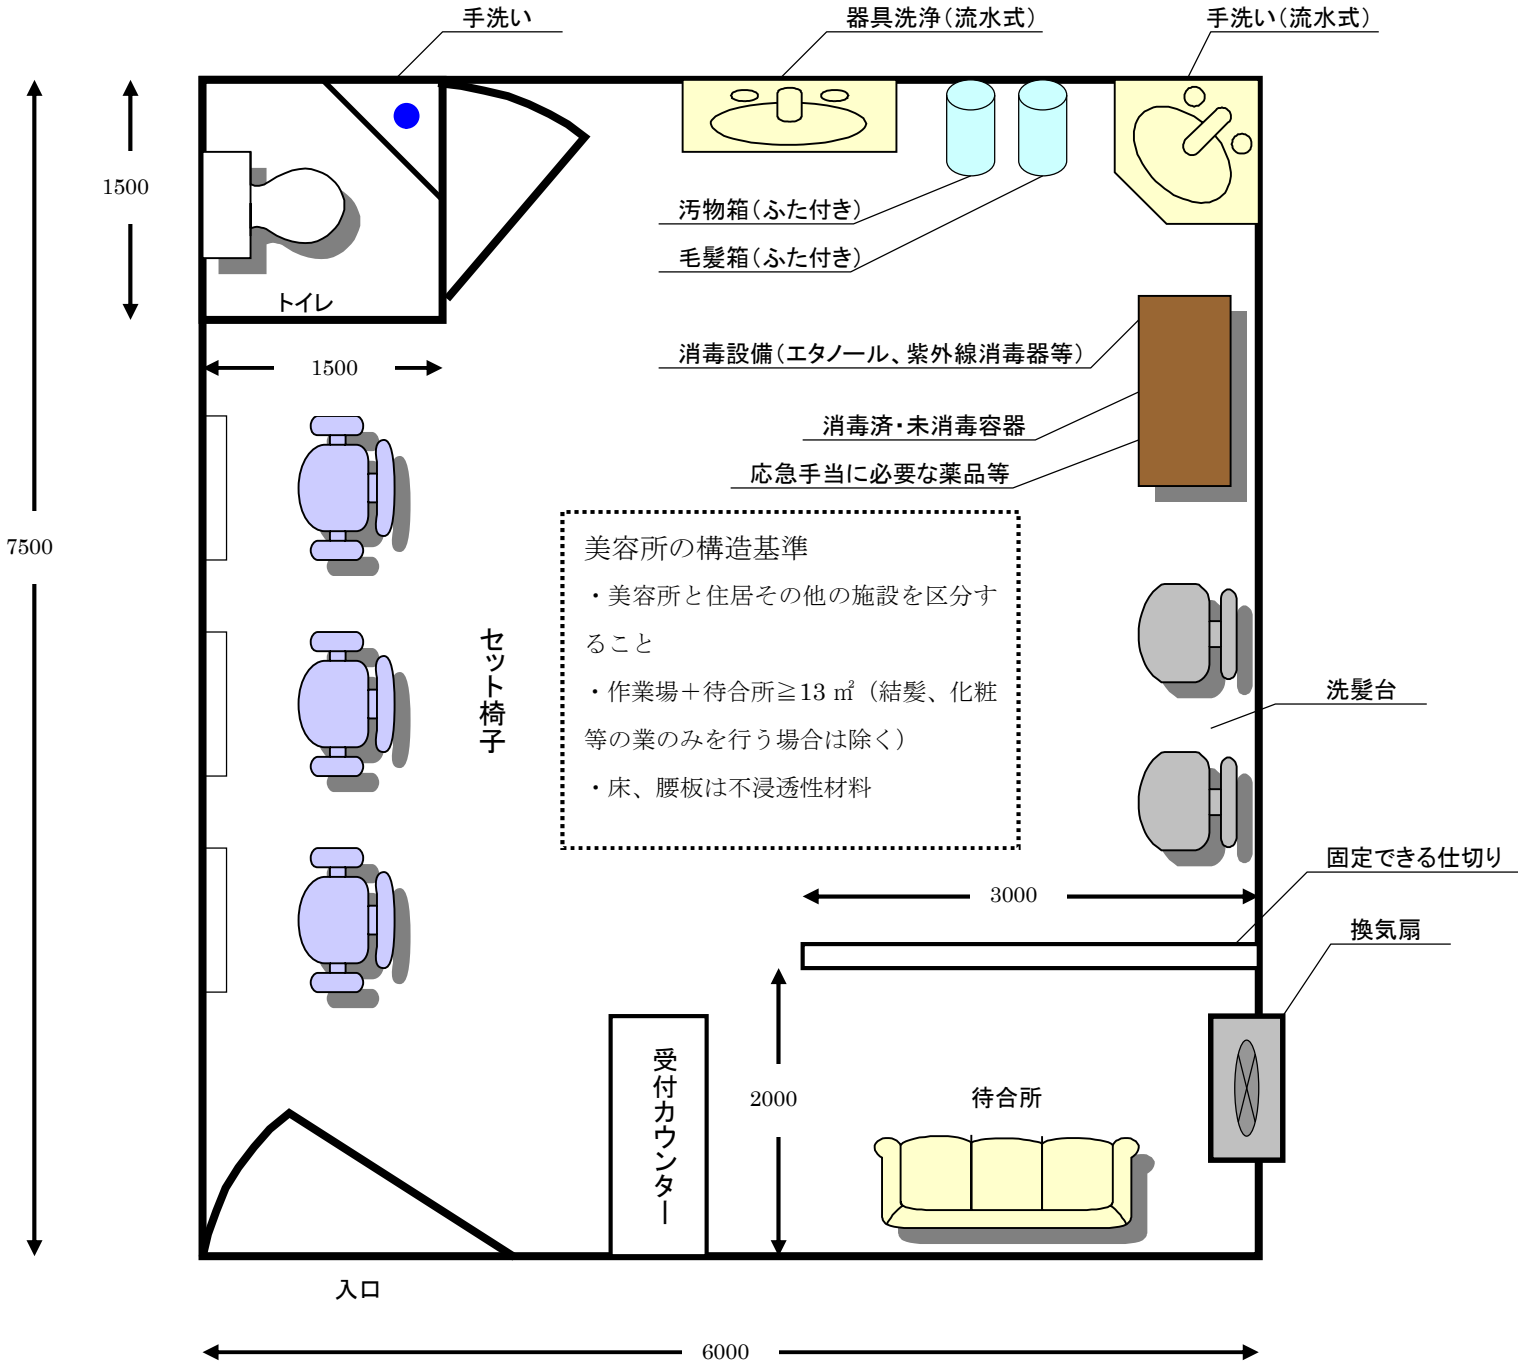 手洗い
器具洗浄(流水式)
手洗い(流水式)
1500
汚物箱(ふた付き)
毛髪箱(ふた付き)
トイレ
1500
消毒設備(エタノール、紫外線消毒器等)
消毒済・未消毒容器
応急手当に必要な薬品等
7500
美容所の構造基準
・美容所と住居その他の施設を区分す
ること
・作業場＋待合所≧13 ㎡（結髪、化粧
等の業のみを行う場合は除く）
・床、腰板は不浸透性材料
セット椅子
洗髪台
固定できる仕切り
3000
換気扇
受付カウンター
2000
待合所
入口
6000